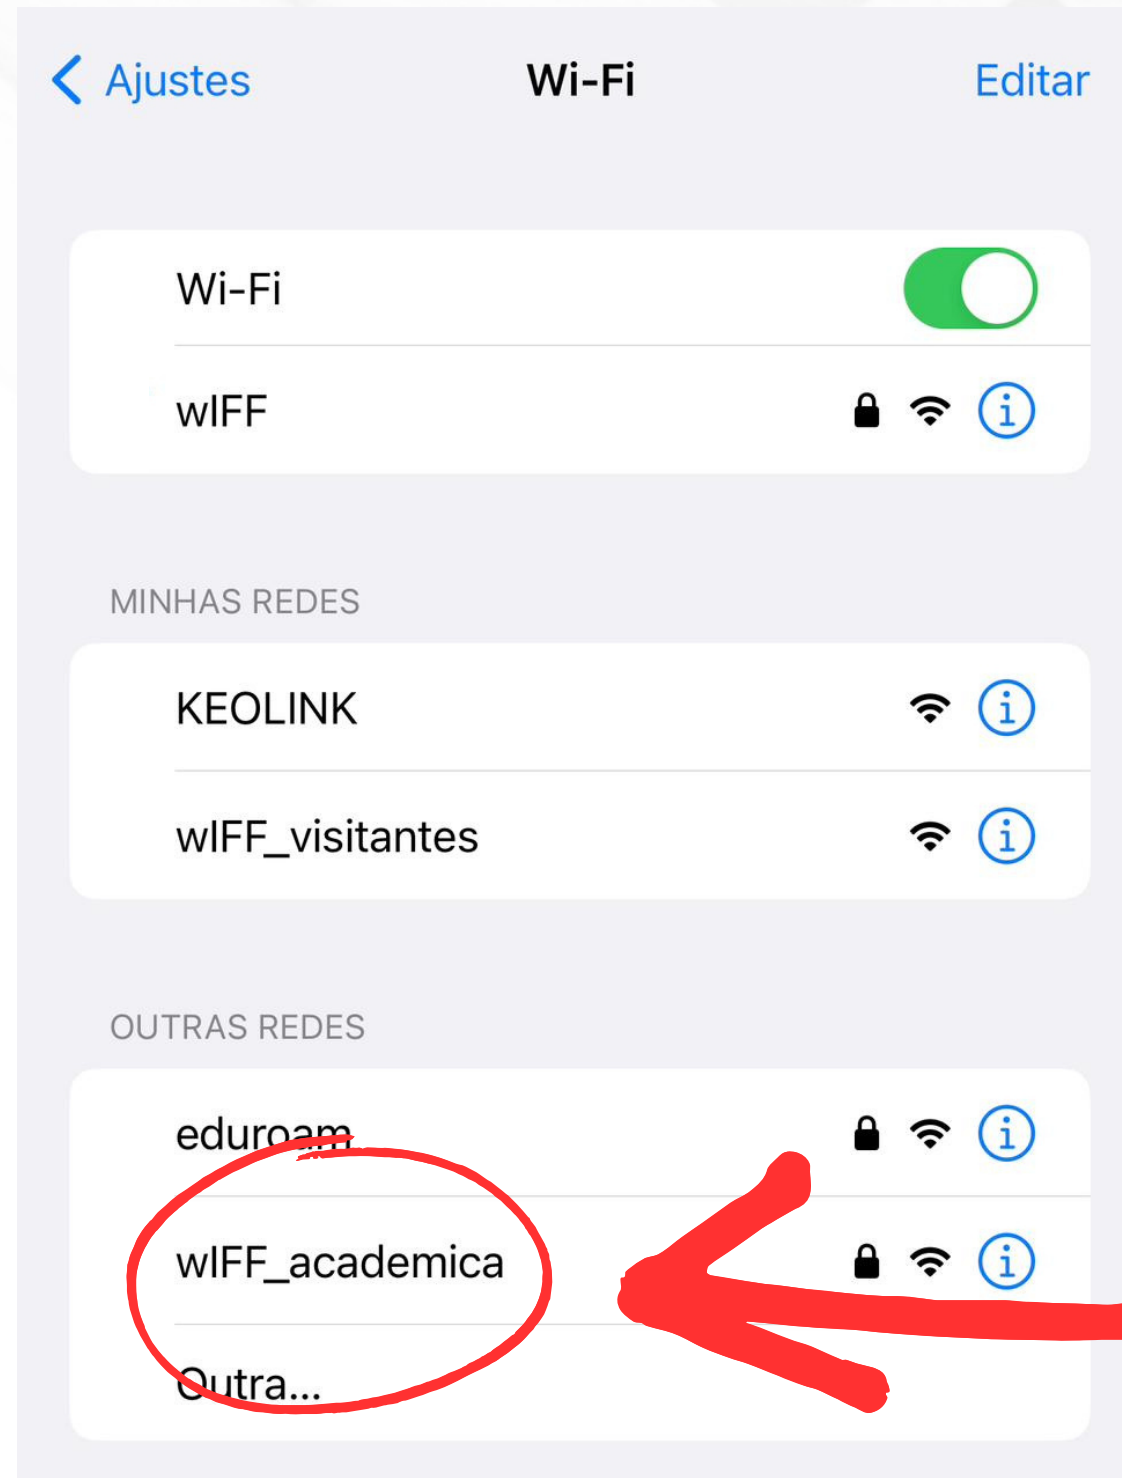 Ajustes Wi-Fi Editar
Wi-Fi
wIFF
MINHAS REDES
KEOLINK
wIFF_visitantes
OUTRAS REDES
eduroam
wIFF_academica
Outra...